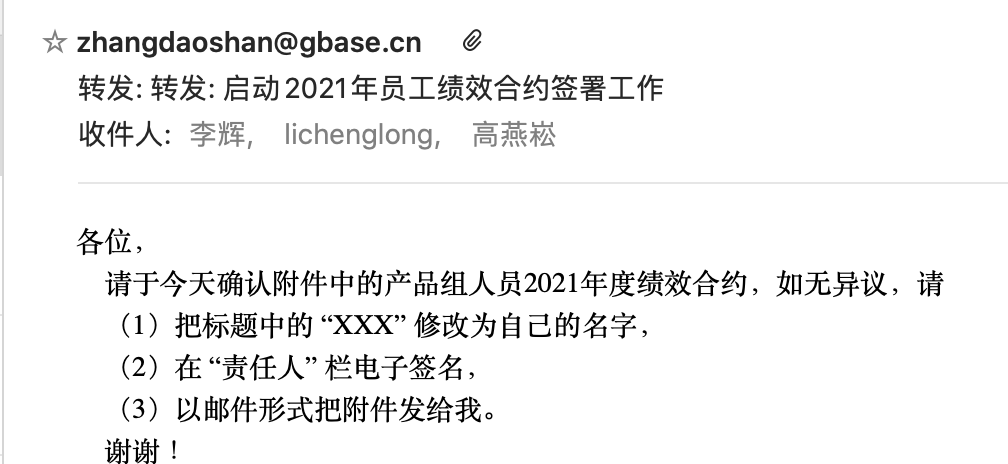 zhangdaoshan@gbase.cn
转发: 转发: 启动2021年员工绩效合约签署工作
收件人: 李辉, lichenglong, 高燕崧
各位，
请于今天确认附件中的产品组人员2021年度绩效合约，如无异议，请
（1）把标题中的 “XXX” 修改为自己的名字，
（2）在 “责任人” 栏电子签名，
（3）以邮件形式把附件发给我。
谢谢！